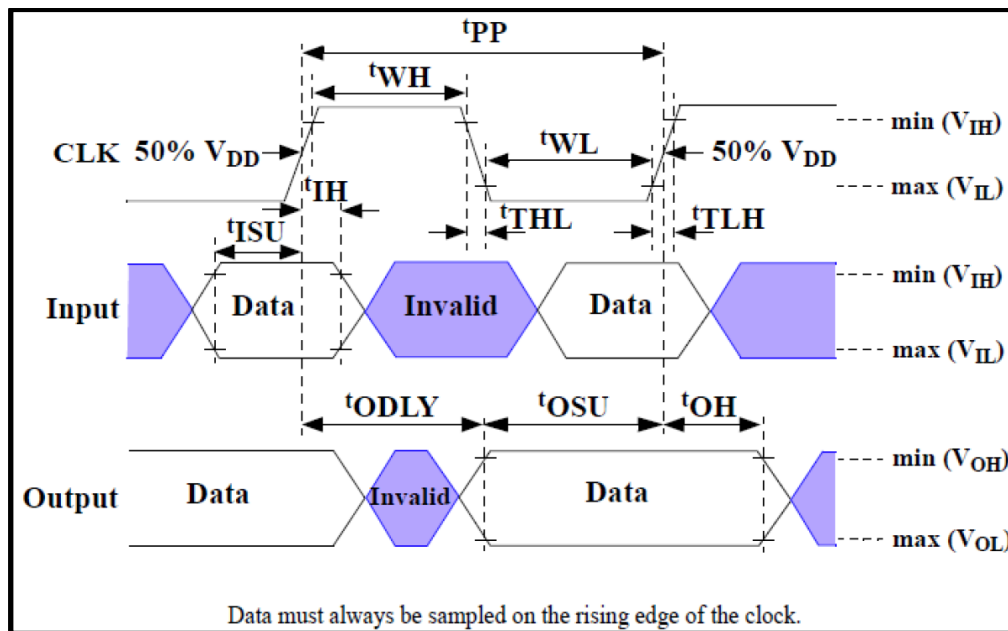 tPP
tWH
min (VIH)
tWL
CLK 50% VDD
50% VDD
tIH
max (VIL)
tTHL
tTLH
tISU
min (VIH)
Input
Data
Invalid
Data
max (VIL)
tODLY
tOSU
tOH
min (VOH)
Output
Data
Invalid
Data
max (VOL)
Data must always be sampled on the rising edge of the clock.